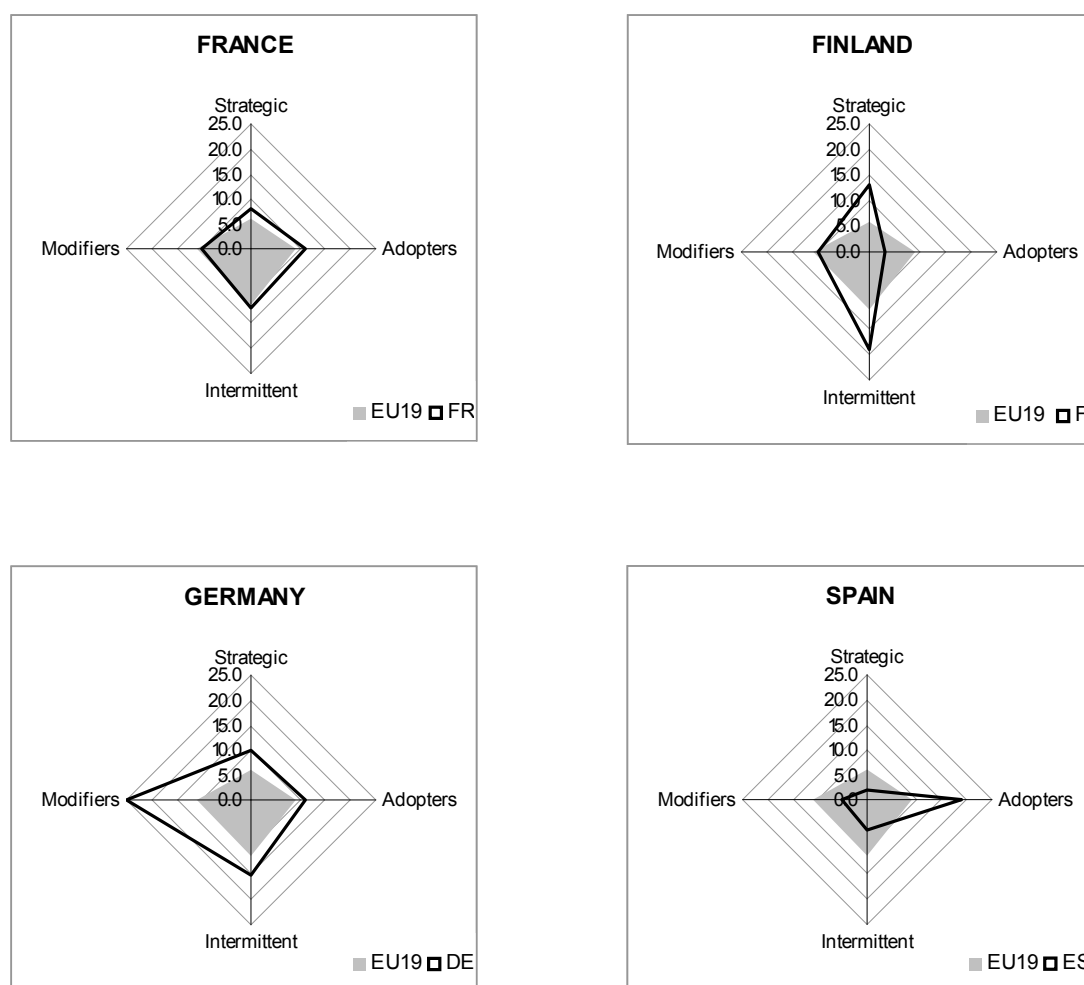 FRANCE
Strategic
25.0
20.0
15.0
10.0
5.0
0.0
Modifiers
Adopters
Intermittent
EU19 FR
FINLAND
Strategic
25.0
20.0
15.0
10.0
5.0
0.0
Modifiers
Adopters
Intermittent
EU19 F
GERMANY
Strategic
25.0
20.0
15.0
10.0
5.0
0.0
Modifiers
Adopters
Intermittent
EU19 DE
SPAIN
Strategic
25.0
20.0
15.0
10.0
5.0
0.0
Modifiers
Adopters
Intermittent
EU19 ES